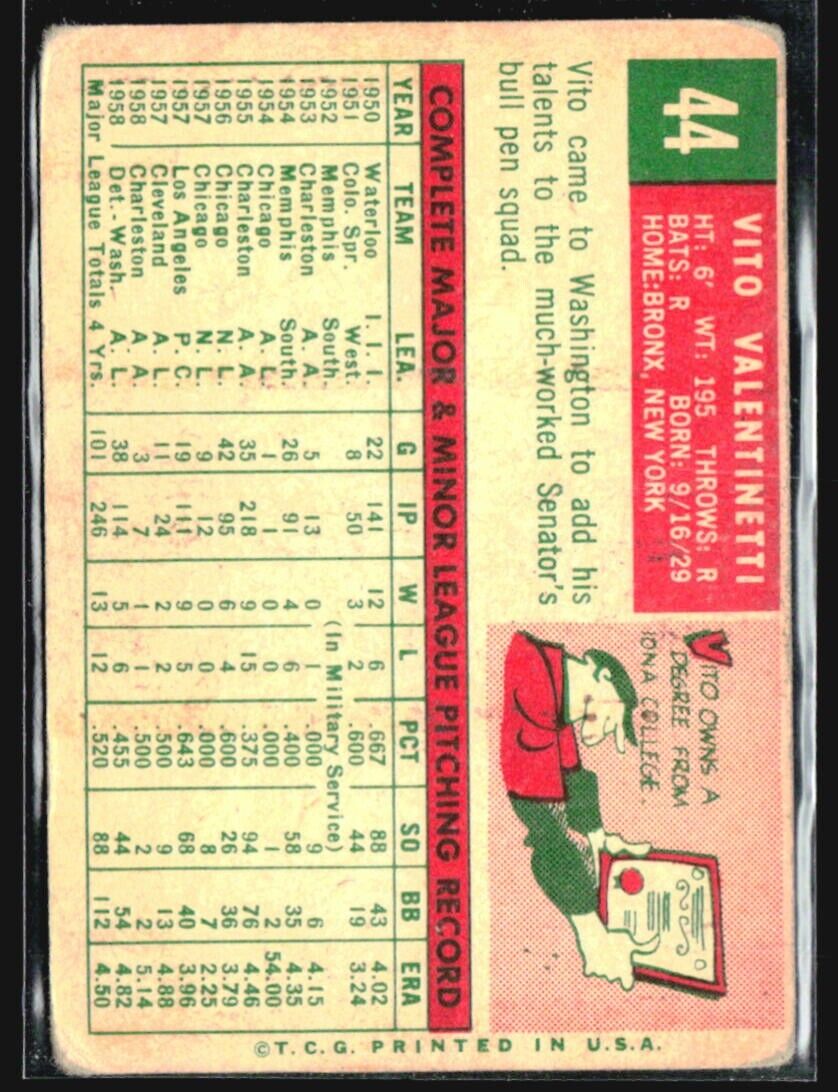 44
VITO VALENTINETTI
HT: 6' WT: 195 THROWS: R
BATS: R BORN: 9/16/29
HOME: BRONX, NEW YORK
Vito came to Washington to add his
talents to the much-worked Senator's
bull pen squad.
VITO OWNS A
DEGREE FROM
IONA COLLEGE.
COMPLETE MAJOR & MINOR LEAGUE PITCHING RECORD
YEAR TEAM LEA. G IP W L PCT SO BB ERA
1950 Waterloo I. I. I. 22 141 12 6 .667 88 43 4.02
1951 Colo. Spr. West. 8 50 3 2 .600 44 19 3.24
1952 Memphis South. (In Military Service)
1953 Charleston A. A. 5 13 0 1 .000 9 6 4.15
1954 Memphis South. 26 91 4 6 .400 58 35 4.35
1954 Chicago A. L. 1 1 0 0 .000 1 2 54.00
1955 Charleston A. A. 35 218 9 15 .375 94 76 4.46
1956 Chicago N. L. 42 95 6 4 .600 26 36 3.79
1957 Chicago N. L. 9 12 0 0 .000 8 7 2.25
1957 Los Angeles P. C. 19 111 9 5 .643 68 40 3.96
1957 Cleveland A. L. 11 24 2 2 .500 9 13 4.88
1958 Charleston A. A. 3 7 1 1 .500 2 2 5.14
1958 Det.-Wash. A. L. 38 114 5 6 .455 44 54 4.82
Major League Totals 4 Yrs. 101 246 13 12 .520 88 112 4.50
© T. C. G. PRINTED IN U.S.A.